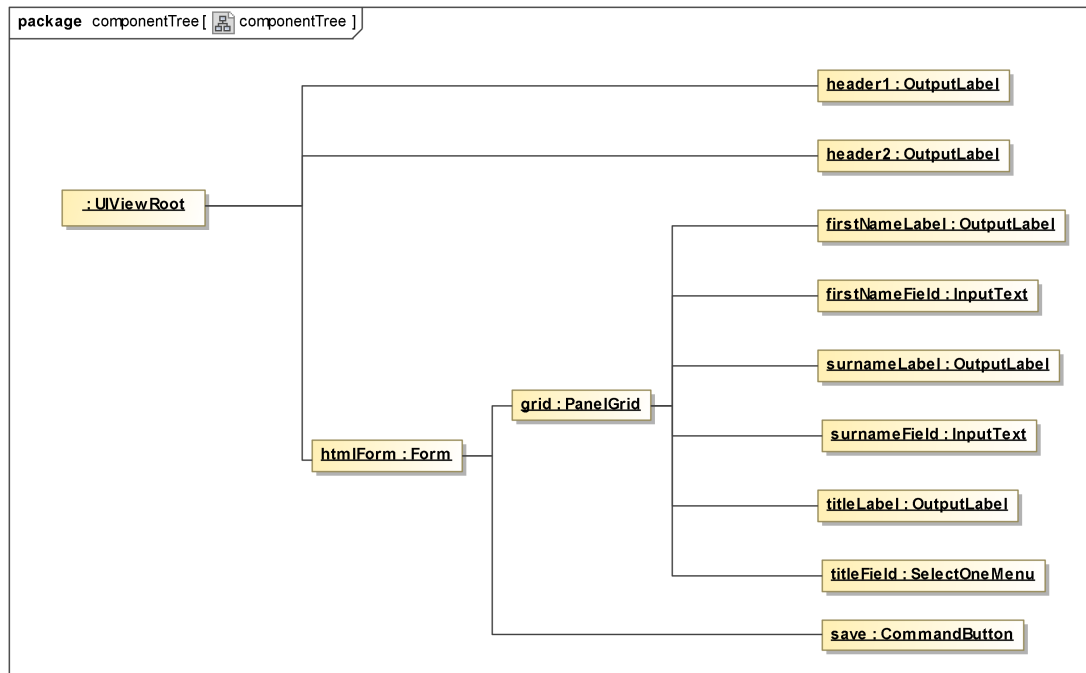 package componentTree [ componentTree ]
header1 : OutputLabel
header2 : OutputLabel
: UIViewRoot
firstNameLabel : OutputLabel
firstNameField : InputText
surnameLabel : OutputLabel
grid : PanelGrid
surnameField : InputText
htmlForm : Form
titleLabel : OutputLabel
titleField : SelectOneMenu
save : CommandButton